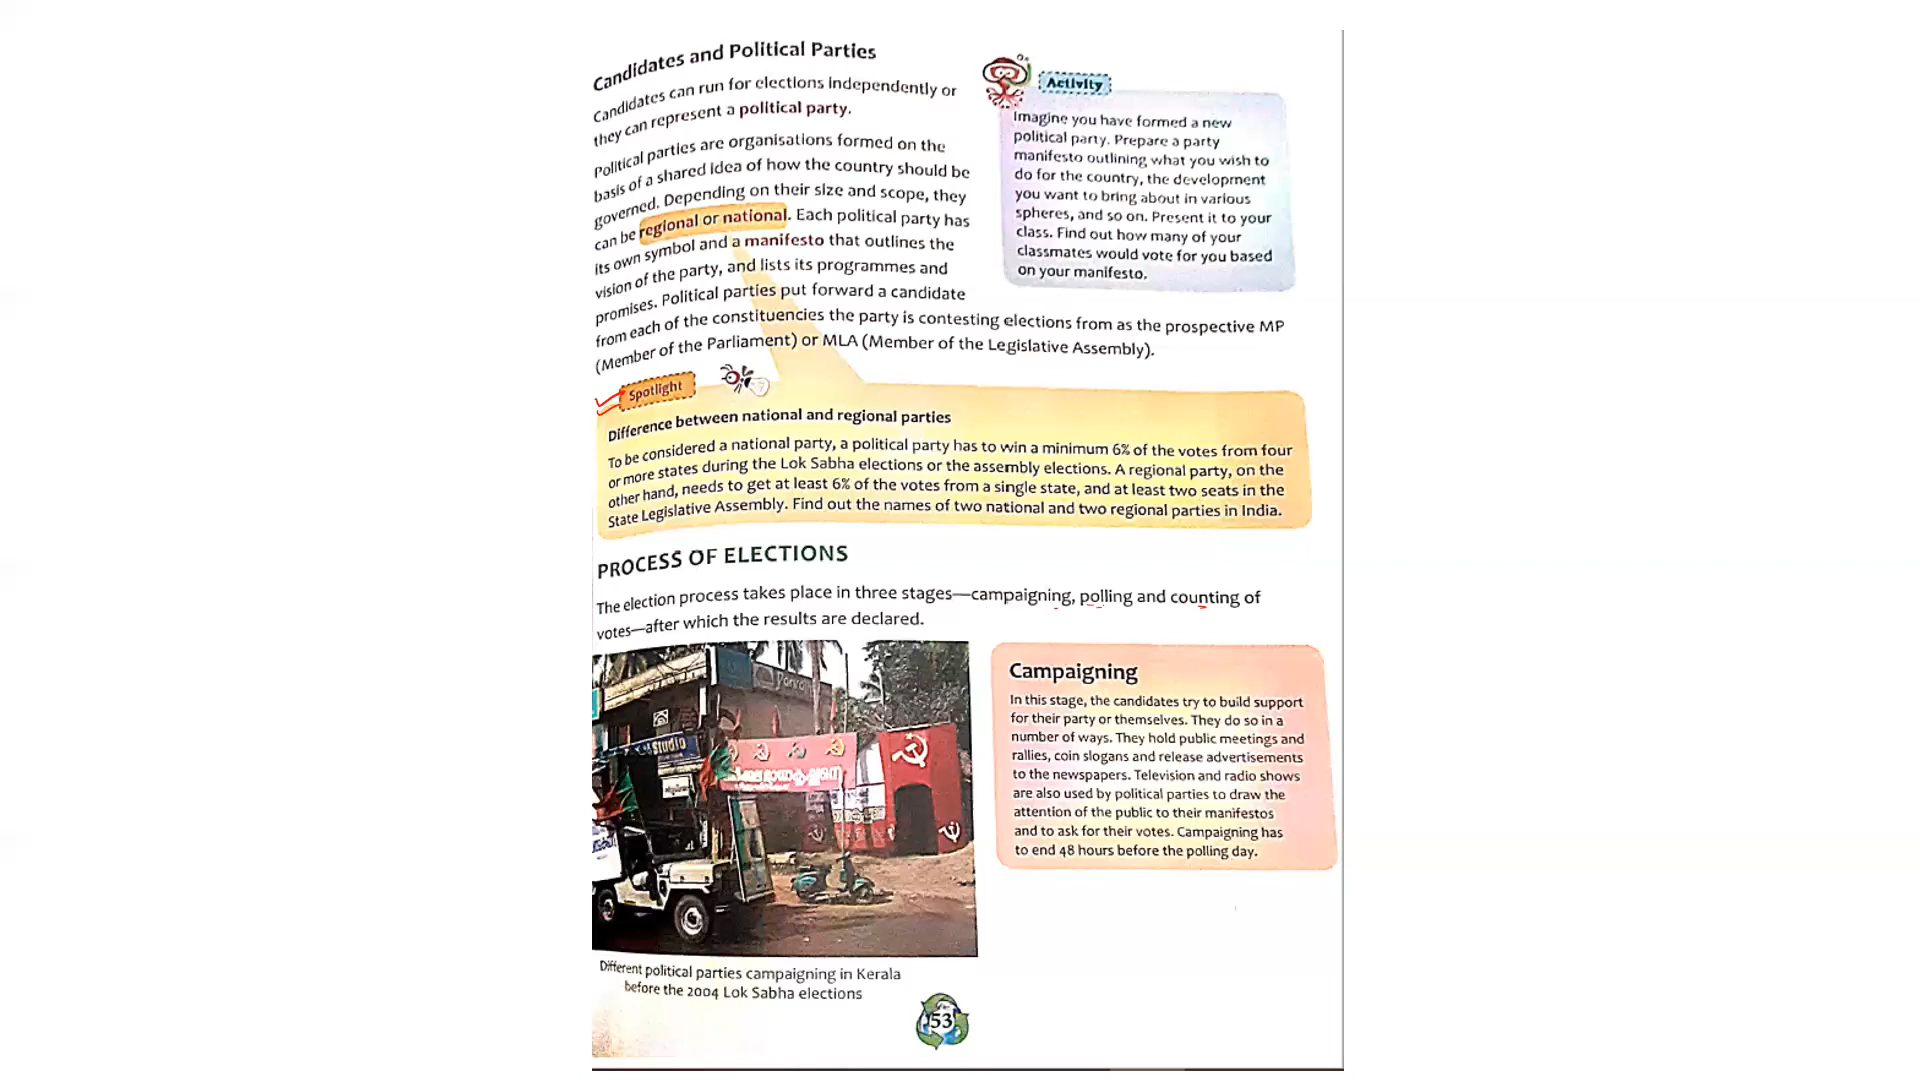 Candidates and Political Parties
Candidates can run for elections independently or
they can represent a political party.
Political parties are organisations formed on the
basis of a shared idea of how the country should be
governed. Depending on their size and scope, they
can be regional or national. Each political party has
its own symbol and a manifesto that outlines the
vision of the party, and lists its programmes and
promises. Political parties put forward a candidate
from each of the constituencies the party is contesting elections from as the prospective MP
(Member of the Parliament) or MLA (Member of the Legislative Assembly).
Activity
Imagine you have formed a new
political party. Prepare a party
manifesto outlining what you wish to
do for the country, the development
you want to bring about in various
spheres, and so on. Present it to your
class. Find out how many of your
classmates would vote for you based
on your manifesto.
Spotlight
Difference between national and regional parties
To be considered a national party, a political party has to win a minimum 6% of the votes from four
or more states during the Lok Sabha elections or the assembly elections. A regional party, on the
other hand, needs to get at least 6% of the votes from a single state, and at least two seats in the
State Legislative Assembly. Find out the names of two national and two regional parties in India.
PROCESS OF ELECTIONS
The election process takes place in three stages—campaigning, polling and counting of
votes—after which the results are declared.
studio
Campaigning
In this stage, the candidates try to build support
for their party or themselves. They do so in a
number of ways. They hold public meetings and
rallies, coin slogans and release advertisements
to the newspapers. Television and radio shows
are also used by political parties to draw the
attention of the public to their manifestos
and to ask for their votes. Campaigning has
to end 48 hours before the polling day.
Different political parties campaigning in Kerala
before the 2004 Lok Sabha elections
53